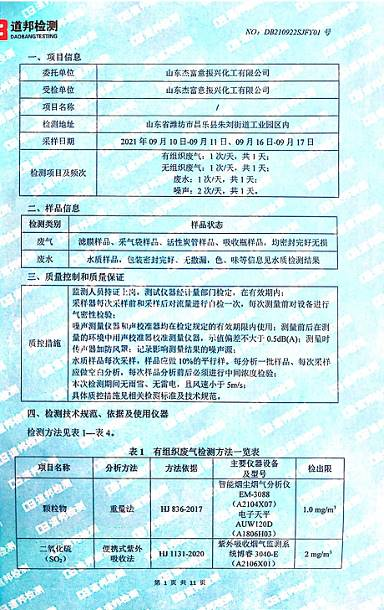 道邦检测
NO：DB210922SJFY01 号
一、项目信息
委托单位 山东杰富意振兴化工有限公司
受检单位 山东杰富意振兴化工有限公司
项目名称 /
检测地址 山东省潍坊市昌乐县朱刘街道工业园区内
采样日期 2021 年 09 月 10 日-09 月 11 日、09 月 16 日-09 月 17 日
检测项目及频次 有组织废气：1 次/天，共 1 天；
无组织废气：1 次/天，共 1 天；
废水：1 次/天，共 1 天；
噪声：2 次/天，共 1 天。
二、样品信息
检测类别 样品状态
废气 滤膜样品、采气袋样品、活性炭管样品、吸收瓶样品，均密封完好无损
废水 水质样品，包装密封完好、无散漏，色、味等信息见水质检测结果
三、质量控制和质量保证
质控措施 监测人员持证上岗，测试仪器经计量部门检定，在有效期内；
采样器每次采样前和采样后对流量进行自检一次，每次测量前对设备进行
气密性检验；
噪声测量仪器和声校准器均在检定规定的有效期限内使用；测量前后在测
量的环境中用声校准器校准测量仪器，示值偏差不大于 0.5dB(A)；测量时
传声器加防风罩；记录影响测量结果的噪声源；
水质样品每次采样，样品应做 10%的平行样，每分析一批样品、每次采样
应做空白分析，每次样品分析前后必须进行中间浓度检验；
本次检测期间无雨雪、无雷电，且风速小于 5m/s；
具体质控措施见相关检测标准及技术规范。
四、检测技术规范、依据及使用仪器
检测方法见表 1—表 4。
表 1 有组织废气检测方法一览表
项目名称 分析方法 方法依据 主要仪器设备及型号 检出限
颗粒物 重量法 HJ 836-2017 智能烟尘烟气分析仪 EM-3088 （A2104X07） 电子天平 AUW120D （A1806H03） 1.0 mg/m³
二氧化硫（SO₂） 便携式紫外吸收法 HJ 1131-2020 紫外吸收烟气监测系统博睿 3040-E （A2106X01） 2 mg/m³
第 1 页 共 11 页